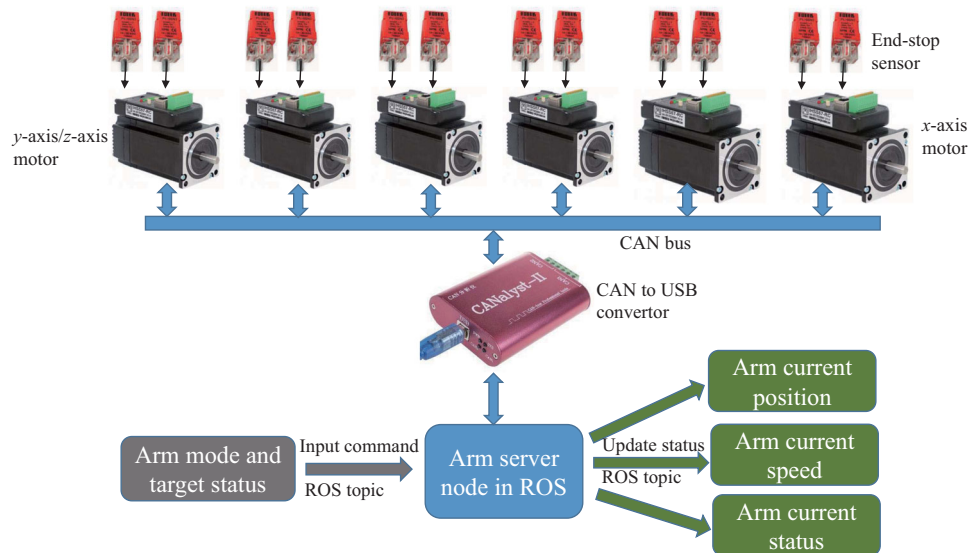 End-stop
sensor
y-axis/z-axis
motor
x-axis
motor
CAN bus
CANalyst-II
CAN to USB
convertor
Arm mode and
target status
Input command
ROS topic
Arm server
node in ROS
Update status
ROS topic
Arm current
position
Arm current
speed
Arm current
status